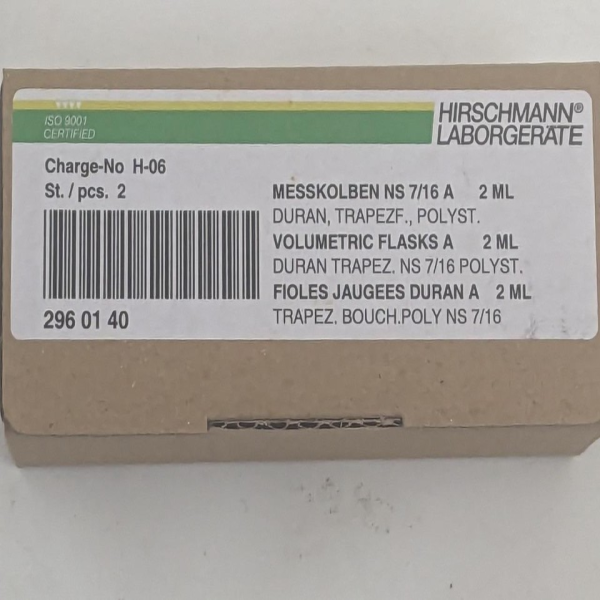 ISO 9001
CERTIFIED
HIRSCHMANN®
LABORGERÄTE
Charge-No H-06
St. / pcs. 2
296 01 40
MESSKOLBEN NS 7/16 A 2 ML
DURAN, TRAPEZF., POLYST.
VOLUMETRIC FLASKS A 2 ML
DURAN TRAPEZ. NS 7/16 POLYST.
FIOLES JAUGEES DURAN A 2 ML
TRAPEZ. BOUCH.POLY NS 7/16